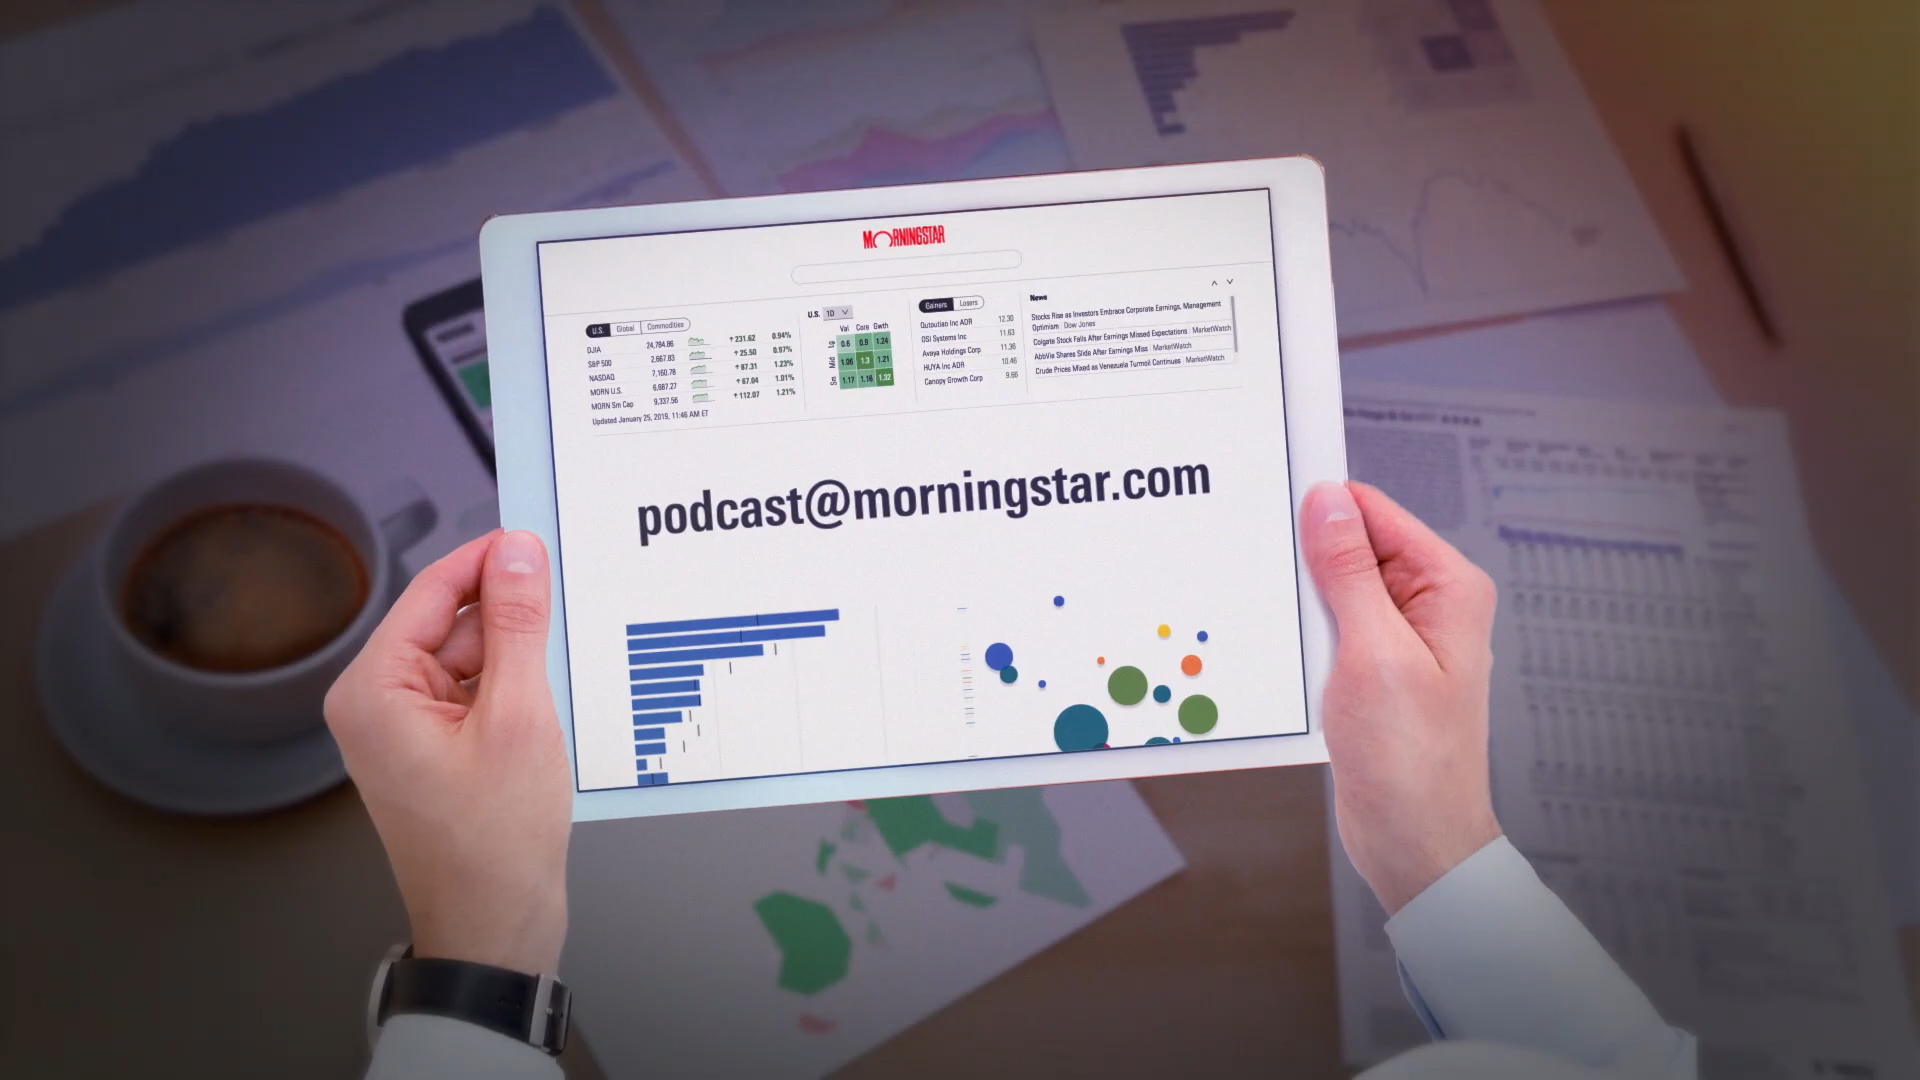 MORNINGSTAR
U.S. Global Commodities
DJIA 24,784.86 ↑231.62 0.94%
S&P 500 2,667.83 ↑25.50 0.97%
NASDAQ 7,160.78 ↑87.31 1.23%
MORN U.S. 6,687.27 ↑67.04 1.01%
MORN Sm Cap 9,337.56 ↑112.07 1.21%
Updated January 25, 2019, 11:46 AM ET
U.S. 1D
Val Core Gwth
Lg 0.6 0.9 1.24
Mid 1.06 1.3 1.21
Sm 1.17 1.16 1.32
Gainers Losers
Qutoutiao Inc ADR 12.30
OSI Systems Inc 11.63
Avaya Holdings Corp 11.36
HUYA Inc ADR 10.46
Canopy Growth Corp 9.66
News
Stocks Rise as Investors Embrace Corporate Earnings, Management
Optimism | Dow Jones
Colgate Stock Falls After Earnings Missed Expectations | MarketWatch
AbbVie Shares Slide After Earnings Miss | MarketWatch
Crude Prices Mixed as Venezuela Turmoil Continues | MarketWatch
podcast@morningstar.com